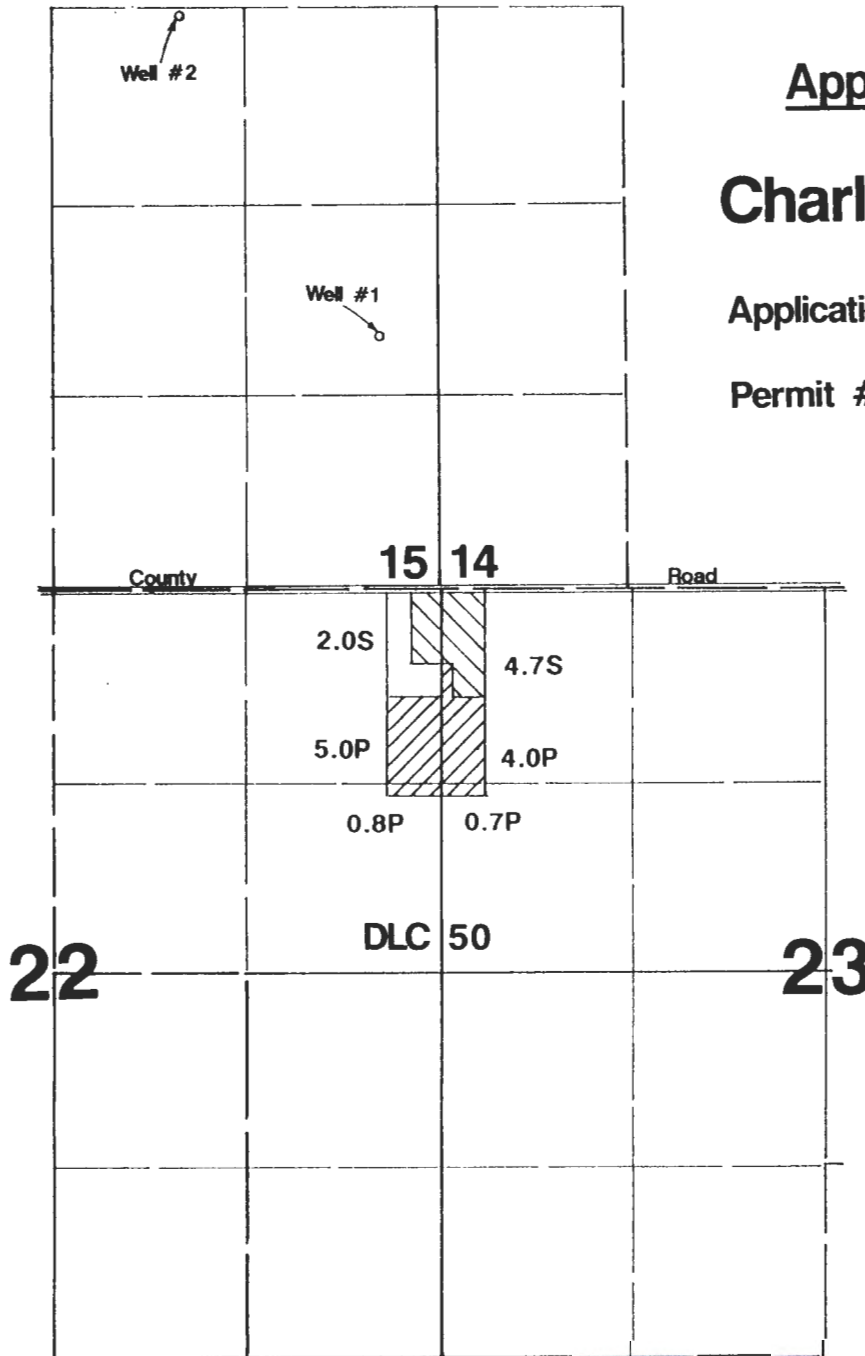 Well #2
App
Charl
Well #1
Applicati
Permit #
15 14
County Road
2.0S
4.7S
5.0P
4.0P
0.8P 0.7P
DLC 50
22 23